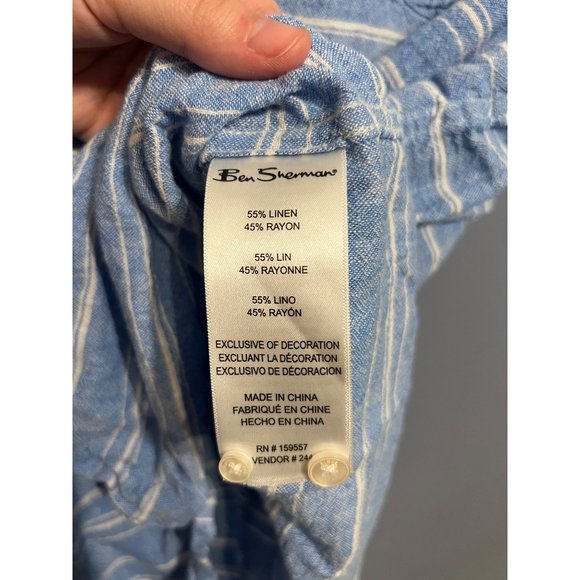 Ben Sherman®
55% LINEN
45% RAYON
55% LIN
45% RAYONNE
55% LINO
45% RAYÓN
EXCLUSIVE OF DECORATION
EXCLUANT LA DÉCORATION
EXCLUSIVO DE DÉCORACION
MADE IN CHINA
FABRIQUÉ EN CHINE
HECHO EN CHINA
RN # 159557
VENDOR #